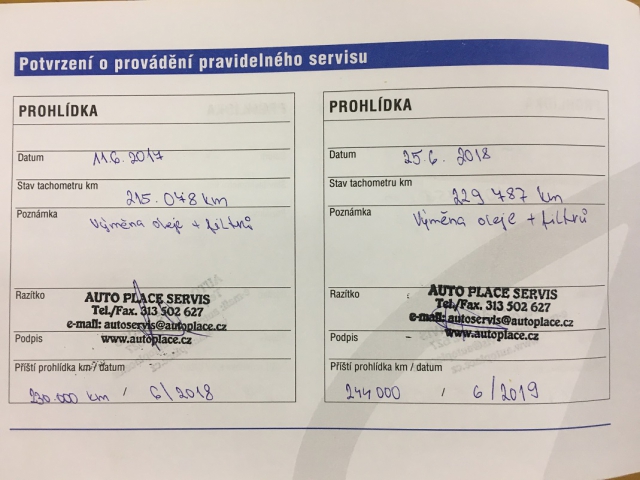 Potvrzení o provádění pravidelného servisu
PROHLÍDKA
Datum 11.6.2017
Stav tachometru km
215.078 km
Poznámka Výměna oleje + filtrů
Razítko
AUTO PLACE SERVIS
Tel./Fax. 313 502 627
e-mail: autoservis@autoplace.cz
Podpis www.autoplace.cz
Příští prohlídka km / datum
230.000 km / 6/2018
PROHLÍDKA
Datum 25.6. 2018
Stav tachometru km
229 787 km
Poznámka Výměna oleje + filtrů
Razítko
AUTO PLACE SERVIS
Tel./Fax. 313 502 627
e-mail: autoservis@autoplace.cz
Podpis www.autoplace.cz
Příští prohlídka km / datum
244000 / 6/2019